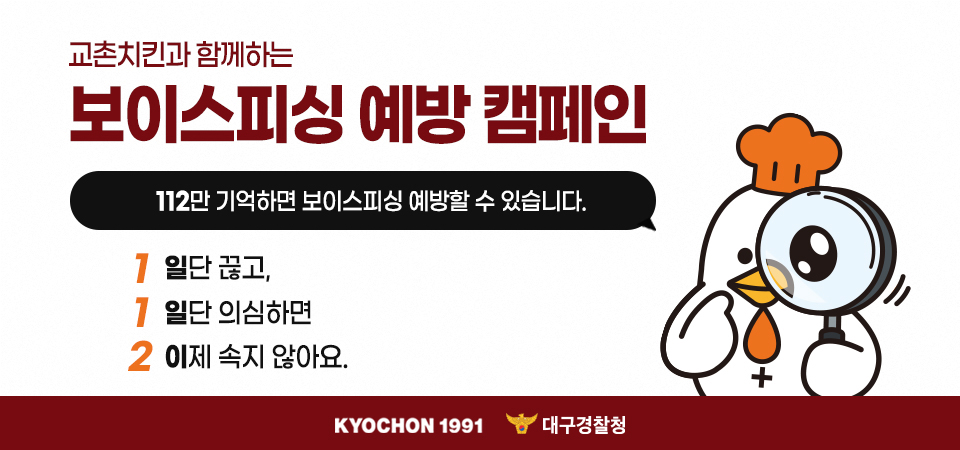 교촌치킨과 함께하는
보이스피싱 예방 캠페인
112만 기억하면 보이스피싱 예방할 수 있습니다.
1 일단 끊고,
1 일단 의심하면
2 이제 속지 않아요.
KYOCHON 1991 대구경찰청